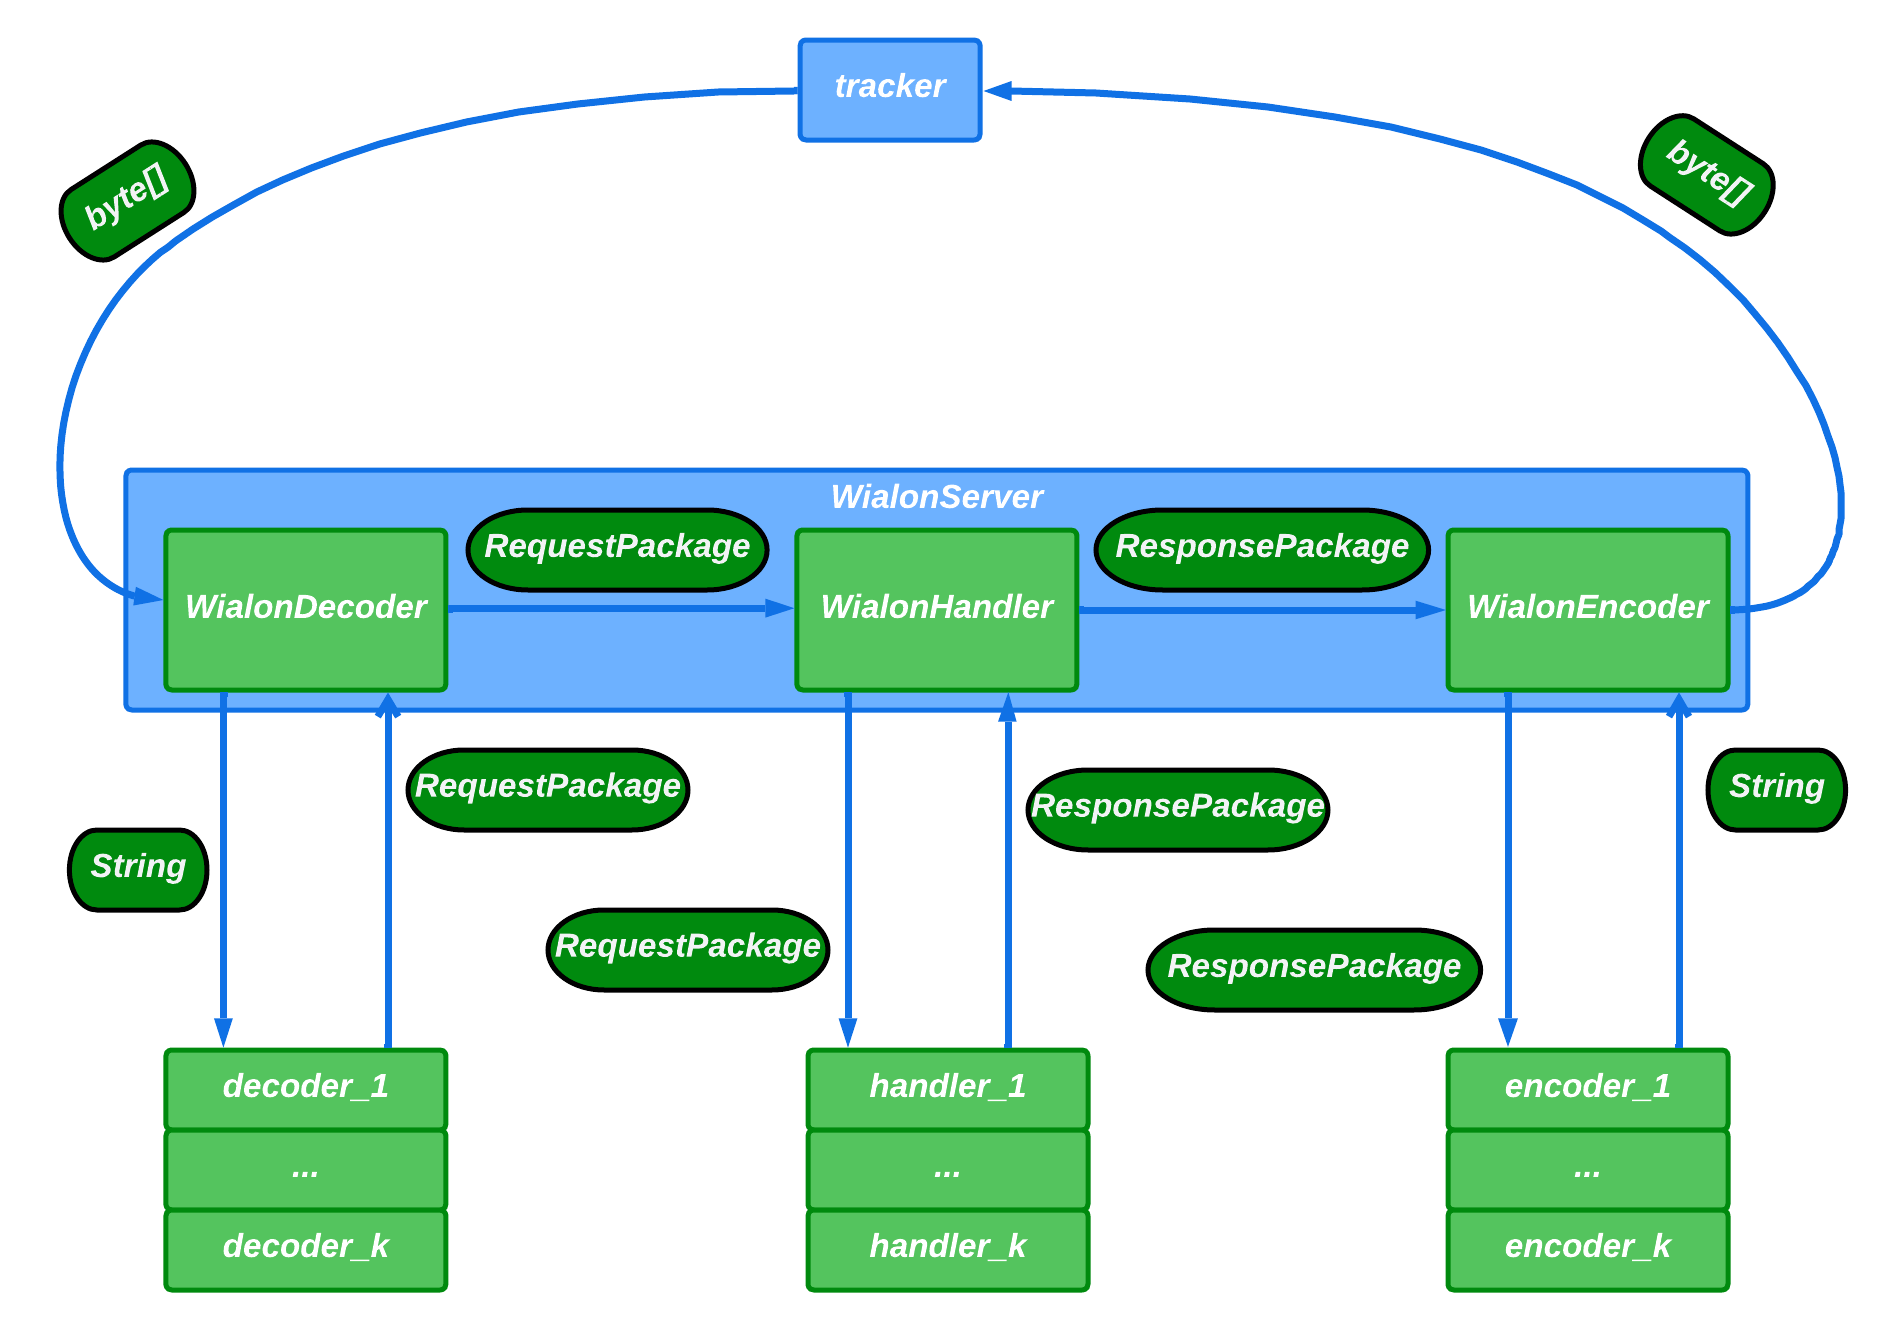 tracker
byte[]
byte[]
WialonServer
RequestPackage
ResponsePackage
WialonDecoder
WialonHandler
WialonEncoder
RequestPackage
ResponsePackage
String
String
RequestPackage
ResponsePackage
decoder_1
...
decoder_k
handler_1
...
handler_k
encoder_1
...
encoder_k